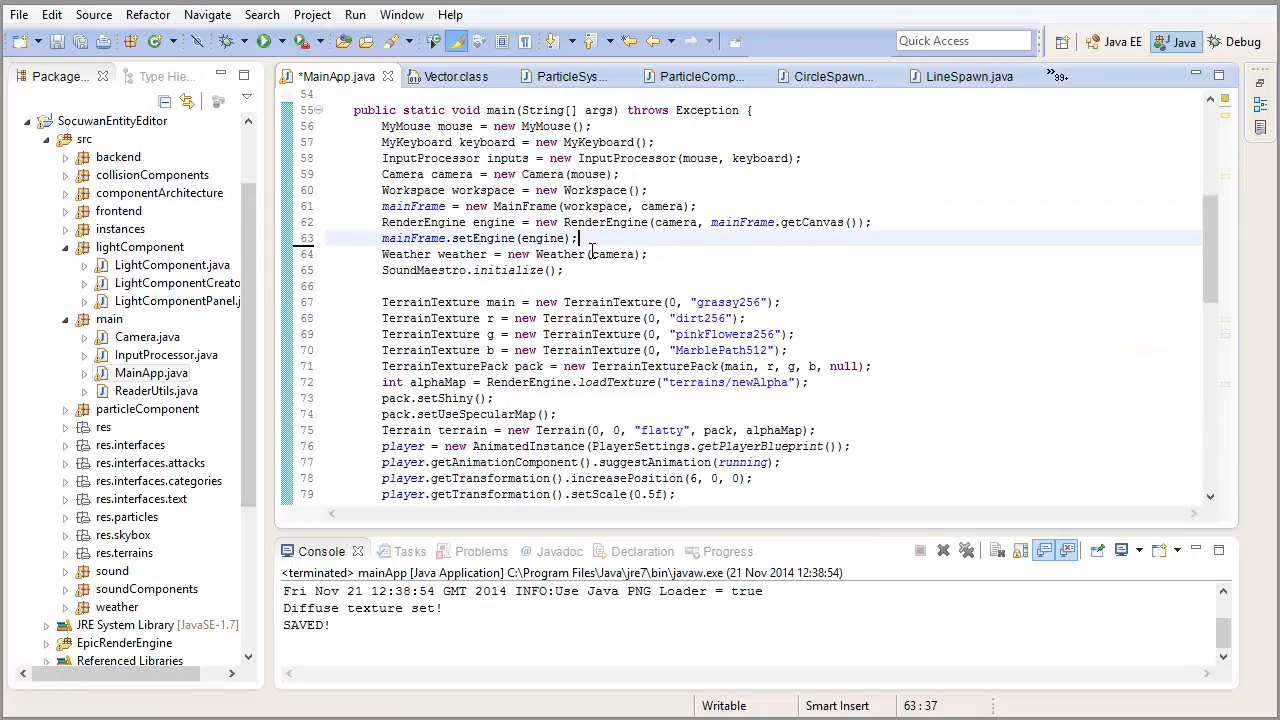 File Edit Source Refactor Navigate Search Project Run Window Help
Quick Access
Java EE Java Debug
Package... Type Hie...
*MainApp.java Vector.class ParticleSys... ParticleComp... CircleSpawn... LineSpawn.java »99+
SocuwanEntityEditor
src
backend
collisionComponents
componentArchitecture
frontend
instances
lightComponent
LightComponent.java
LightComponentCreato
LightComponentPanel.j
main
Camera.java
InputProcessor.java
MainApp.java
ReaderUtils.java
particleComponent
res
res.interfaces
res.interfaces.attacks
res.interfaces.categories
res.interfaces.text
res.particles
res.skybox
res.terrains
sound
soundComponents
weather
JRE System Library [JavaSE-1.7]
EpicRenderEngine
Referenced Libraries
54
55 public static void main(String[] args) throws Exception {
56 MyMouse mouse = new MyMouse();
57 MyKeyboard keyboard = new MyKeyboard();
58 InputProcessor inputs = new InputProcessor(mouse, keyboard);
59 Camera camera = new Camera(mouse);
60 Workspace workspace = new Workspace();
61 mainFrame = new MainFrame(workspace, camera);
62 RenderEngine engine = new RenderEngine(camera, mainFrame.getCanvas());
63 mainFrame.setEngine(engine);
64 Weather weather = new Weather(camera);
65 SoundMaestro.initialize();
66
67 TerrainTexture main = new TerrainTexture(0, "grassy256");
68 TerrainTexture r = new TerrainTexture(0, "dirt256");
69 TerrainTexture g = new TerrainTexture(0, "pinkFlowers256");
70 TerrainTexture b = new TerrainTexture(0, "MarblePath512");
71 TerrainTexturePack pack = new TerrainTexturePack(main, r, g, b, null);
72 int alphaMap = RenderEngine.loadTexture("terrains/newAlpha");
73 pack.setShiny();
74 pack.setUseSpecularMap();
75 Terrain terrain = new Terrain(0, 0, "flatty", pack, alphaMap);
76 player = new AnimatedInstance(PlayerSettings.getPlayerBlueprint());
77 player.getAnimationComponent().suggestAnimation(running);
78 player.getTransformation().increasePosition(6, 0, 0);
79 player.getTransformation().setScale(0.5f);
Console Tasks Problems Javadoc Declaration Progress
<terminated> mainApp [Java Application] C:\Program Files\Java\jre7\bin\javaw.exe (21 Nov 2014 12:38:54)
Fri Nov 21 12:38:54 GMT 2014 INFO:Use Java PNG Loader = true
Diffuse texture set!
SAVED!
Writable Smart Insert 63 : 37